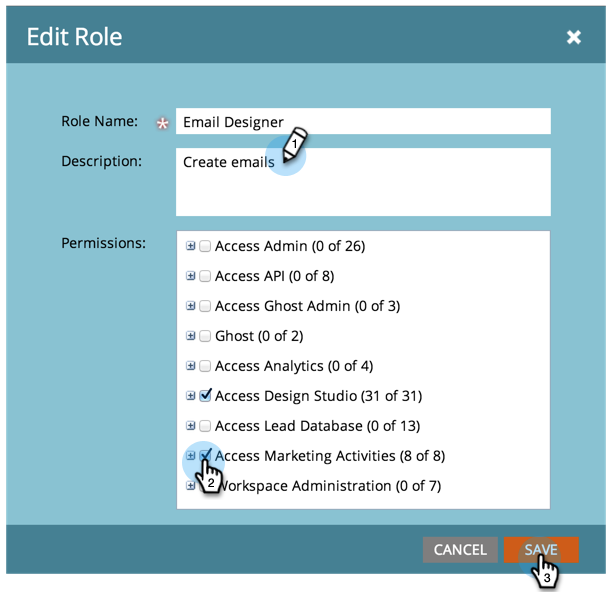 Edit Role
Role Name: * Email Designer
1
Description: Create emails
Permissions:
Access Admin (0 of 26)
Access API (0 of 8)
Access Ghost Admin (0 of 3)
Ghost (0 of 2)
Access Analytics (0 of 4)
Access Design Studio (31 of 31)
Access Lead Database (0 of 13)
Access Marketing Activities (8 of 8)
2
Workspace Administration (0 of 7)
CANCEL SAVE
3